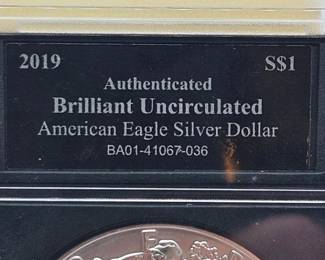 2019 S$1
Authenticated
Brilliant Uncirculated
American Eagle Silver Dollar
BA01-41067-036
E